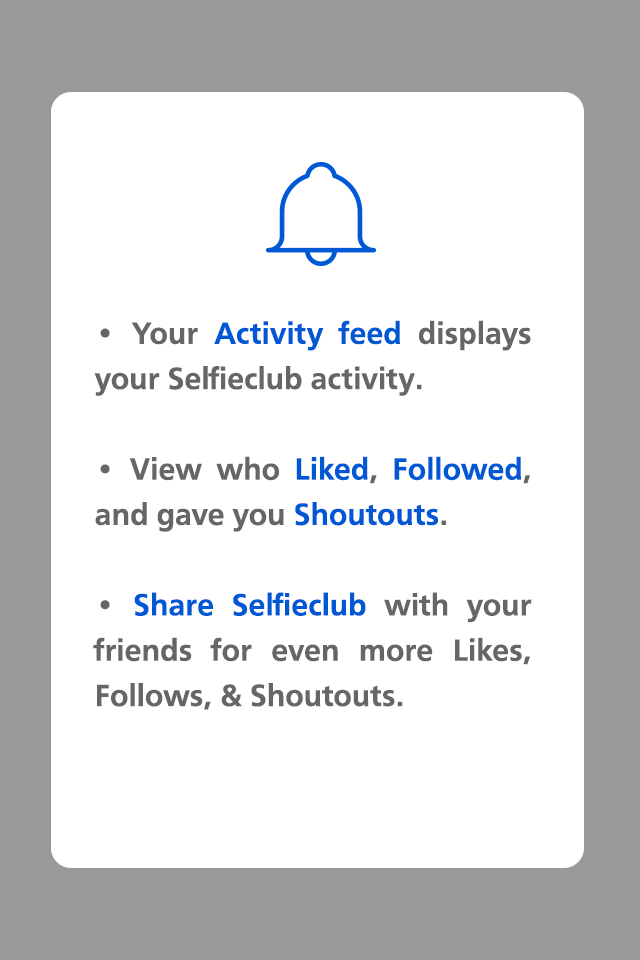 • Your Activity feed displays
your Selfieclub activity.
• View who Liked, Followed,
and gave you Shoutouts.
• Share Selfieclub with your
friends for even more Likes,
Follows, & Shoutouts.